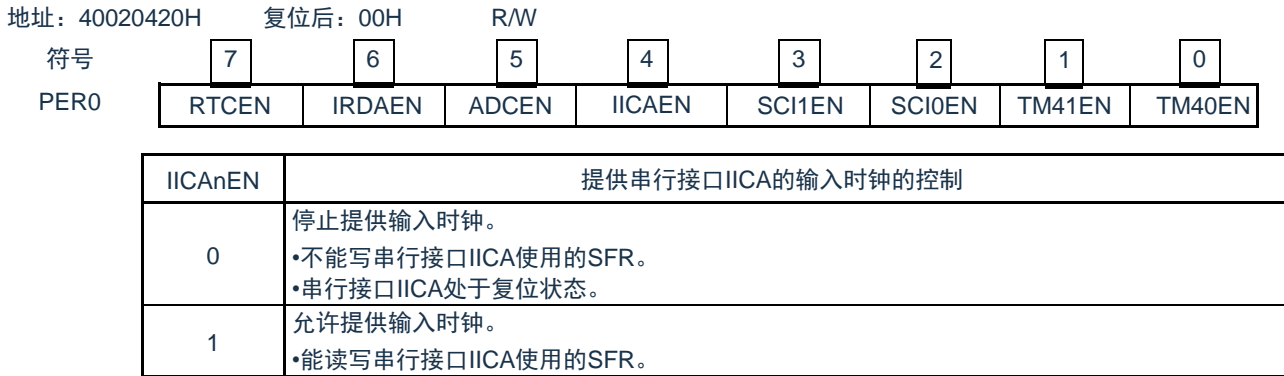 地址：40020420H 复位后：00H R/W
符号 7 6 5 4 3 2 1 0
PER0 RTCEN IRDAEN ADCEN IICAEN SCI1EN SCI0EN TM41EN TM40EN
IICAnEN 提供串行接口IICA的输入时钟的控制
停止提供输入时钟。
0 •不能写串行接口IICA使用的SFR。
•串行接口IICA处于复位状态。
允许提供输入时钟。
1 •能读写串行接口IICA使用的SFR。